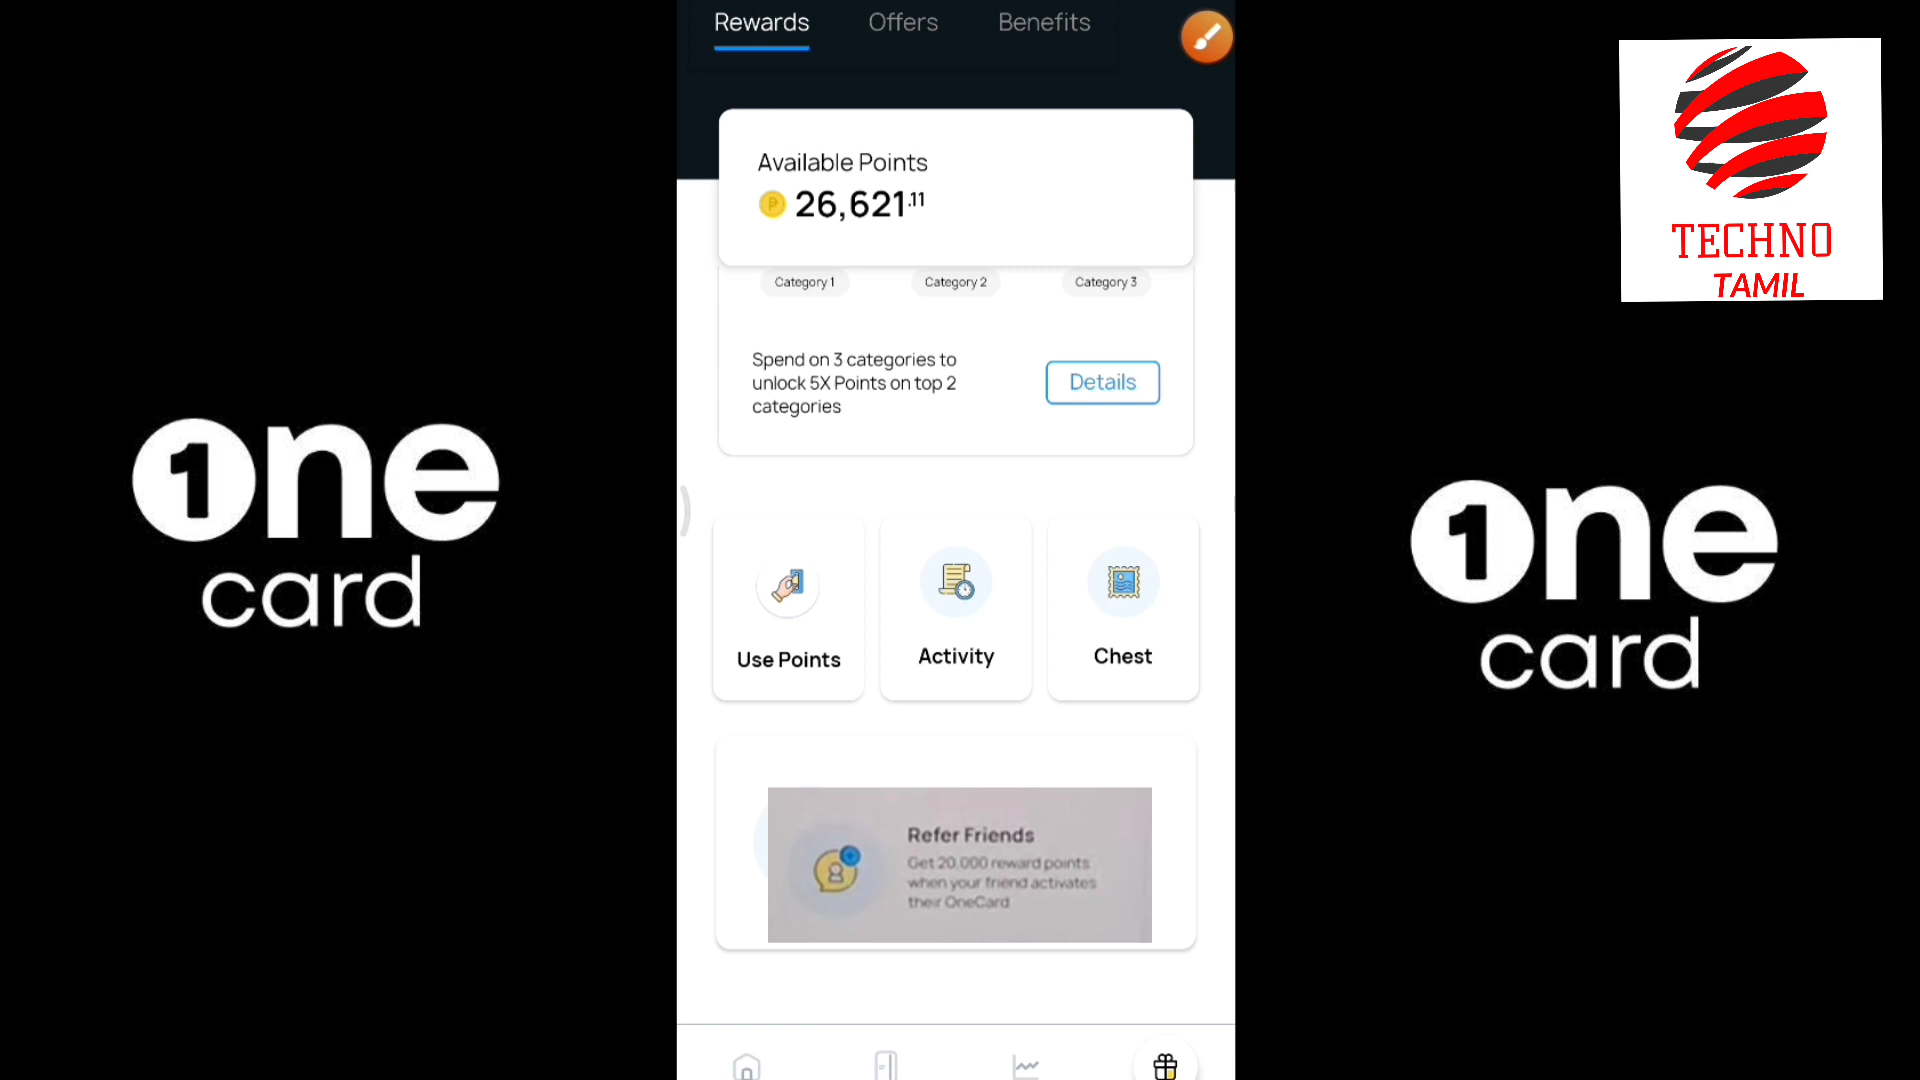 Rewards Offers Benefits
Available Points
26,621.11
Category 1 Category 2 Category 3
Spend on 3 categories to
unlock 5X Points on top 2
categories
Details
Use Points Activity Chest
Refer Friends
Get 20,000 reward points
when your friend activates
their OneCard
1ne
card
1ne
card
TECHNO
TAMIL